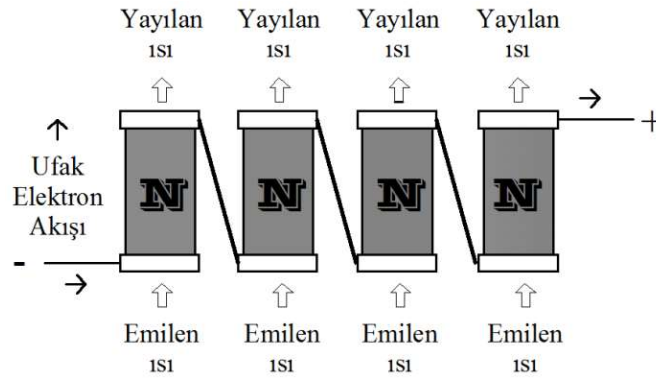 Yayılan Yayılan Yayılan Yayılan
ısı ısı ısı ısı
Ufak
Elektron
Akışı
N N N N
- +
Emilen Emilen Emilen Emilen
ısı ısı ısı ısı